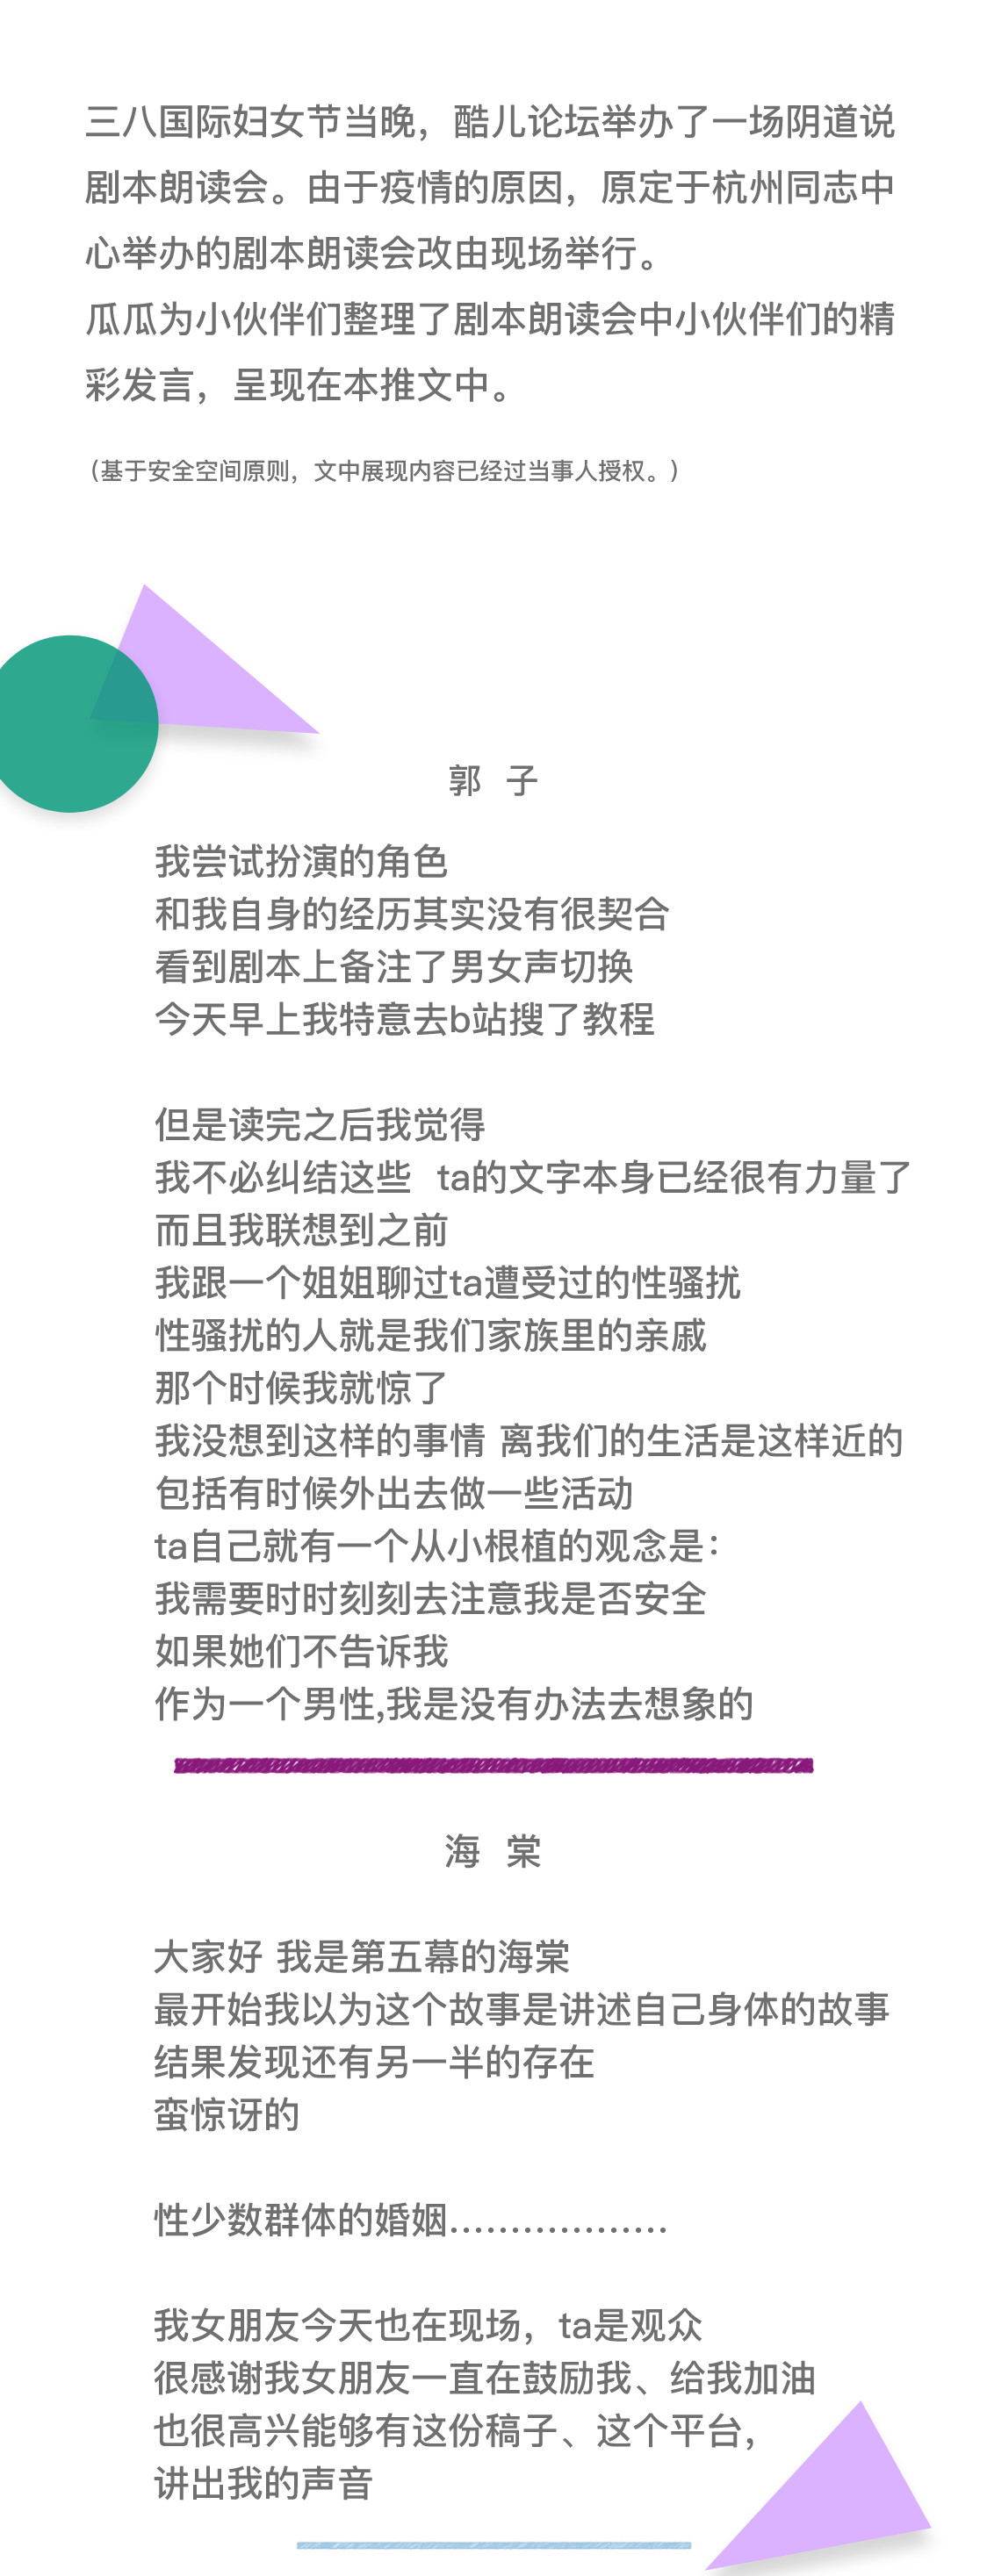 三八国际妇女节当晚，酷儿论坛举办了一场阴道说
剧本朗读会。由于疫情的原因，原定于杭州同志中
心举办的剧本朗读会改由现场举行。
瓜瓜为小伙伴们整理了剧本朗读会中小伙伴们的精
彩发言，呈现在本推文中。
（基于安全空间原则，文中展现内容已经过当事人授权。）
郭 子
我尝试扮演的角色
和我自身的经历其实没有很契合
看到剧本上备注了男女声切换
今天早上我特意去b站搜了教程
但是读完之后我觉得
我不必纠结这些 ta的文字本身已经很有力量了
而且我联想到之前
我跟一个姐姐聊过ta遭受过的性骚扰
性骚扰的人就是我们家族里的亲戚
那个时候我就惊了
我没想到这样的事情 离我们的生活是这样近的
包括有时候外出去做一些活动
ta自己就有一个从小根植的观念是：
我需要时时刻刻去注意我是否安全
如果她们不告诉我
作为一个男性,我是没有办法去想象的
海 棠
大家好 我是第五幕的海棠
最开始我以为这个故事是讲述自己身体的故事
结果发现还有另一半的存在
蛮惊讶的
性少数群体的婚姻………………
我女朋友今天也在现场，ta是观众
很感谢我女朋友一直在鼓励我、给我加油
也很高兴能够有这份稿子、这个平台，
讲出我的声音